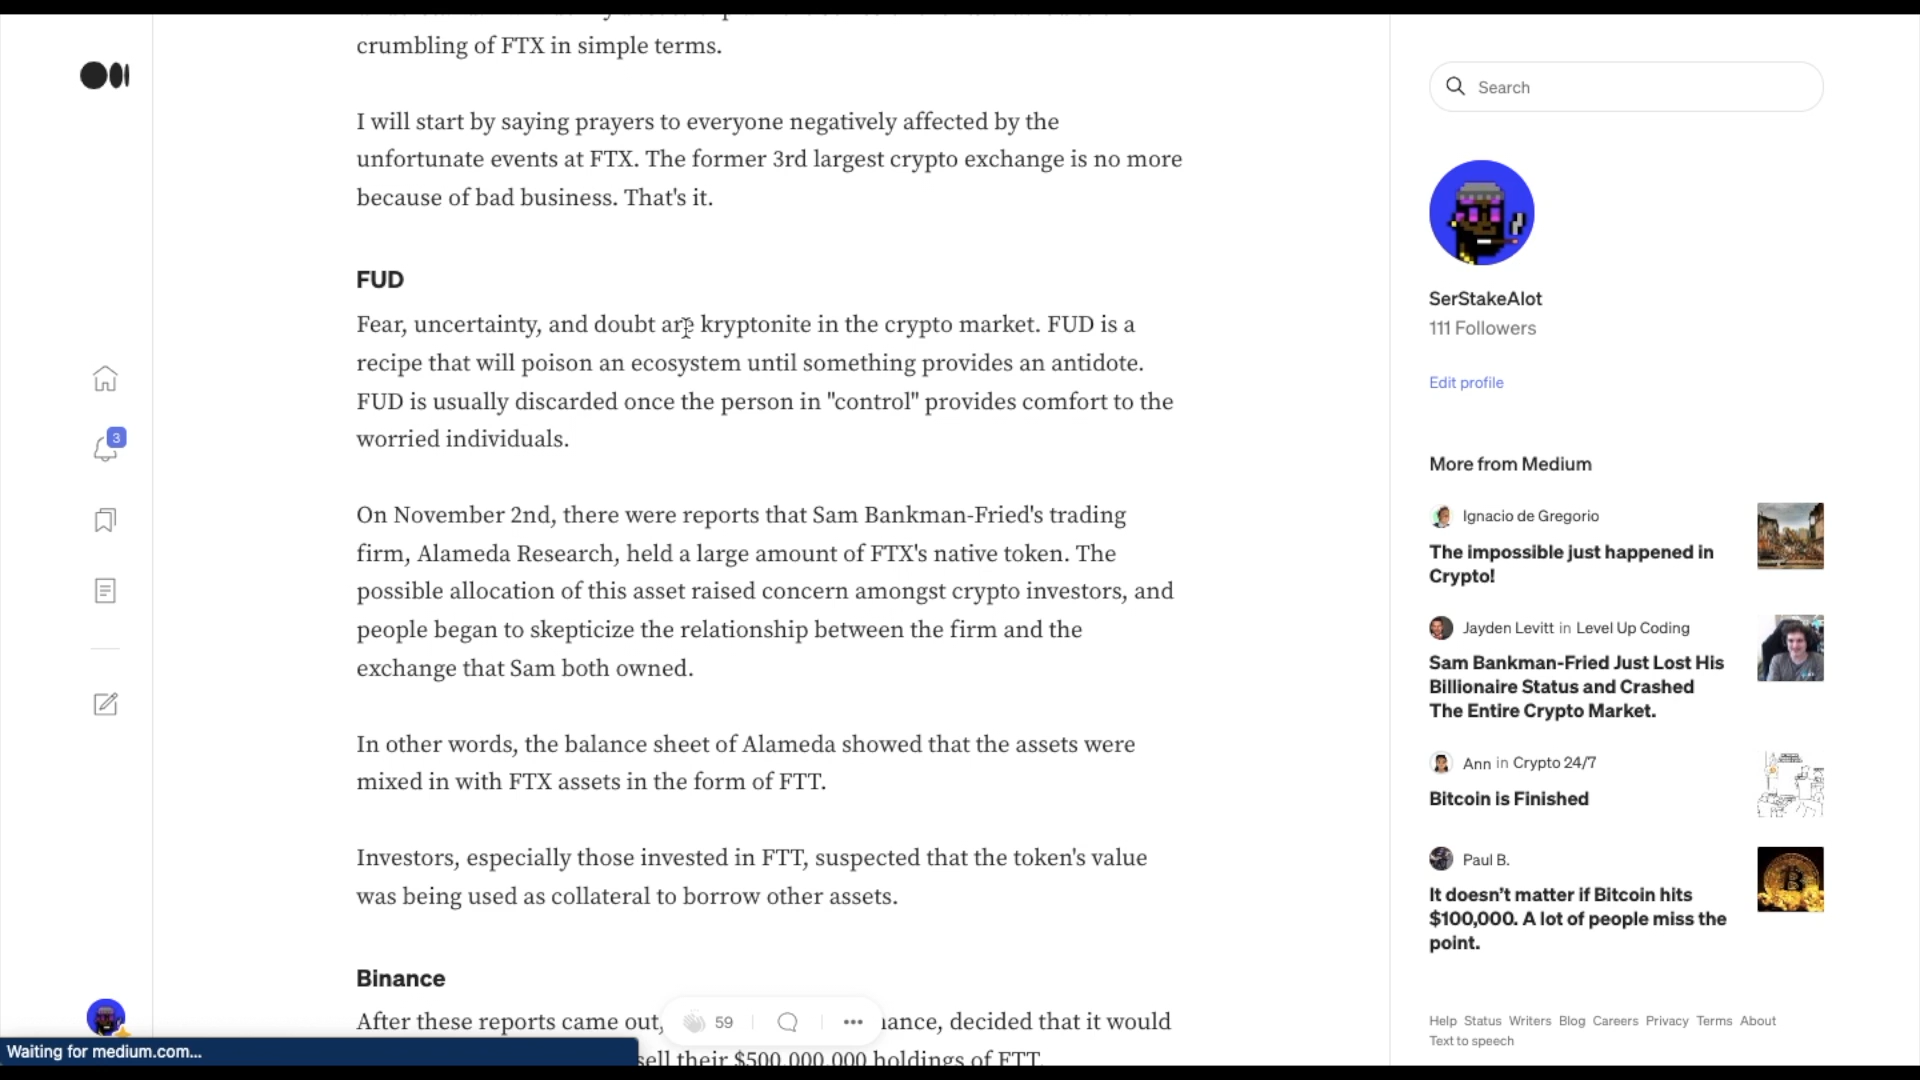 crumbling of FTX in simple terms.
I will start by saying prayers to everyone negatively affected by the
unfortunate events at FTX. The former 3rd largest crypto exchange is no more
because of bad business. That's it.
FUD
Fear, uncertainty, and doubt are kryptonite in the crypto market. FUD is a
recipe that will poison an ecosystem until something provides an antidote.
FUD is usually discarded once the person in "control" provides comfort to the
worried individuals.
On November 2nd, there were reports that Sam Bankman-Fried's trading
firm, Alameda Research, held a large amount of FTX's native token. The
possible allocation of this asset raised concern amongst crypto investors, and
people began to skepticize the relationship between the firm and the
exchange that Sam both owned.
In other words, the balance sheet of Alameda showed that the assets were
mixed in with FTX assets in the form of FTT.
Investors, especially those invested in FTT, suspected that the token's value
was being used as collateral to borrow other assets.
Binance
After these reports came out, nance, decided that it would
sell their $500,000,000 holdings of FTT.
59
3
Waiting for medium.com...
Search
SerStakeAlot
111 Followers
Edit profile
More from Medium
Ignacio de Gregorio
The impossible just happened in
Crypto!
Jayden Levitt in Level Up Coding
Sam Bankman-Fried Just Lost His
Billionaire Status and Crashed
The Entire Crypto Market.
Ann in Crypto 24/7
Bitcoin is Finished
Paul B.
It doesn’t matter if Bitcoin hits
$100,000. A lot of people miss the
point.
Help Status Writers Blog Careers Privacy Terms About
Text to speech